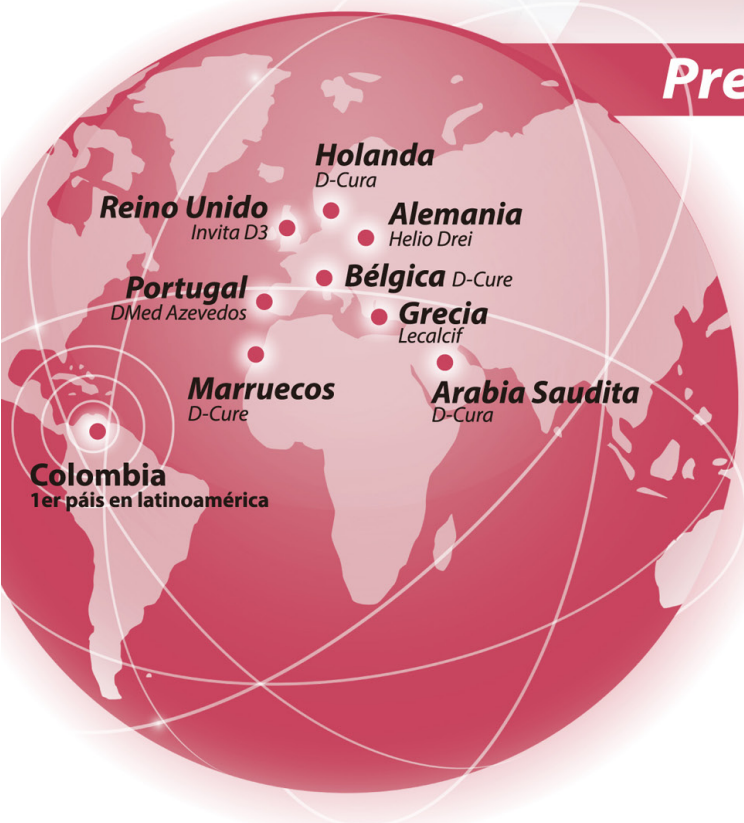 Pre
Holanda
D-Cura
Reino Unido
Invita D3
Alemania
Helio Drei
Bélgica D-Cure
Portugal
DMed Azevedos
Grecia
Lecalcif
Marruecos
D-Cure
Arabia Saudita
D-Cura
Colombia
1er páis en latinoamérica